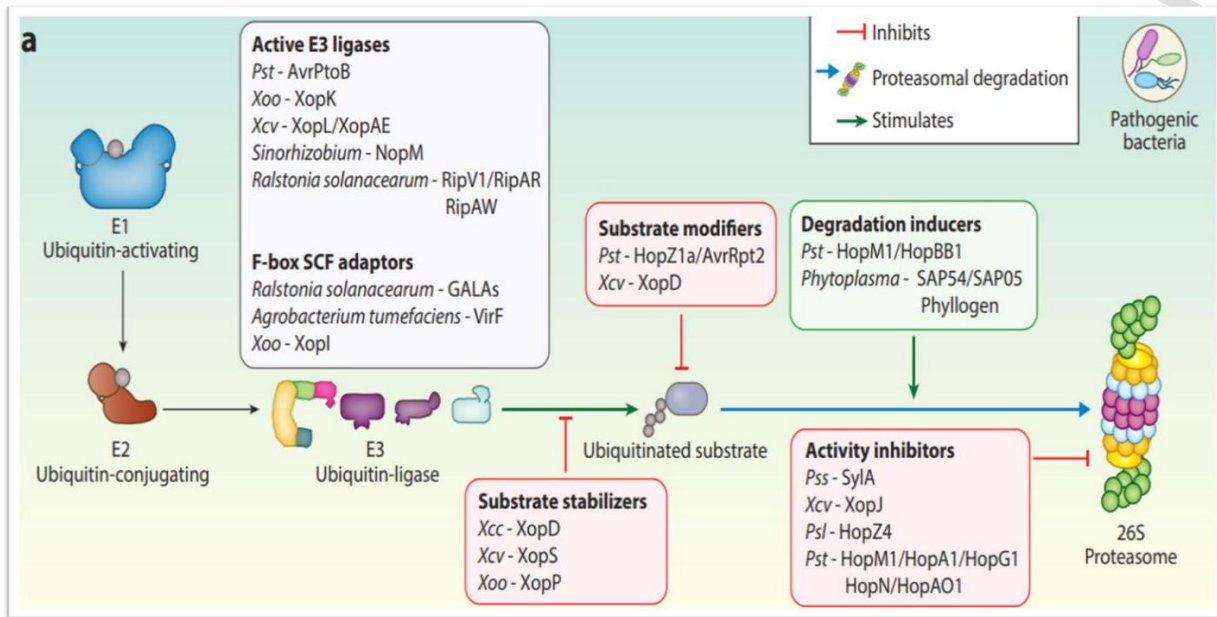 a
Active E3 ligases
Pst - AvrPtoB
Xoo - XopK
Xcv - XopL/XopAE
Sinorhizobium - NopM
Ralstonia solanacearum - RipV1/RipAR
RipAW
F-box SCF adaptors
Ralstonia solanacearum - GALAs
Agrobacterium tumefaciens - VirF
Xoo - XopI
Inhibits
Proteasomal degradation
Stimulates
Pathogenic
bacteria
E1
Ubiquitin-activating
E2
Ubiquitin-conjugating
E3
Ubiquitin-ligase
Substrate modifiers
Pst - HopZ1a/AvrRpt2
Xcv - XopD
Degradation inducers
Pst - HopM1/HopBB1
Phytoplasma - SAP54/SAP05
Phyllogen
Ubiquitinated substrate
Substrate stabilizers
Xcc - XopD
Xcv - XopS
Xoo - XopP
Activity inhibitors
Pss - SylA
Xcv - XopJ
Psl - HopZ4
Pst - HopM1/HopA1/HopG1
HopN/HopAO1
26S
Proteasome